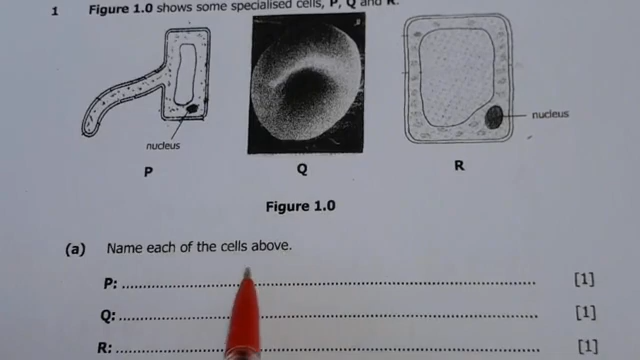 1 Figure 1.0 shows some specialised cells, P, Q and R.
nucleus
nucleus
P Q R
Figure 1.0
(a) Name each of the cells above.
P: ........................................ [1]
Q: ........................................ [1]
R: ........................................ [1]